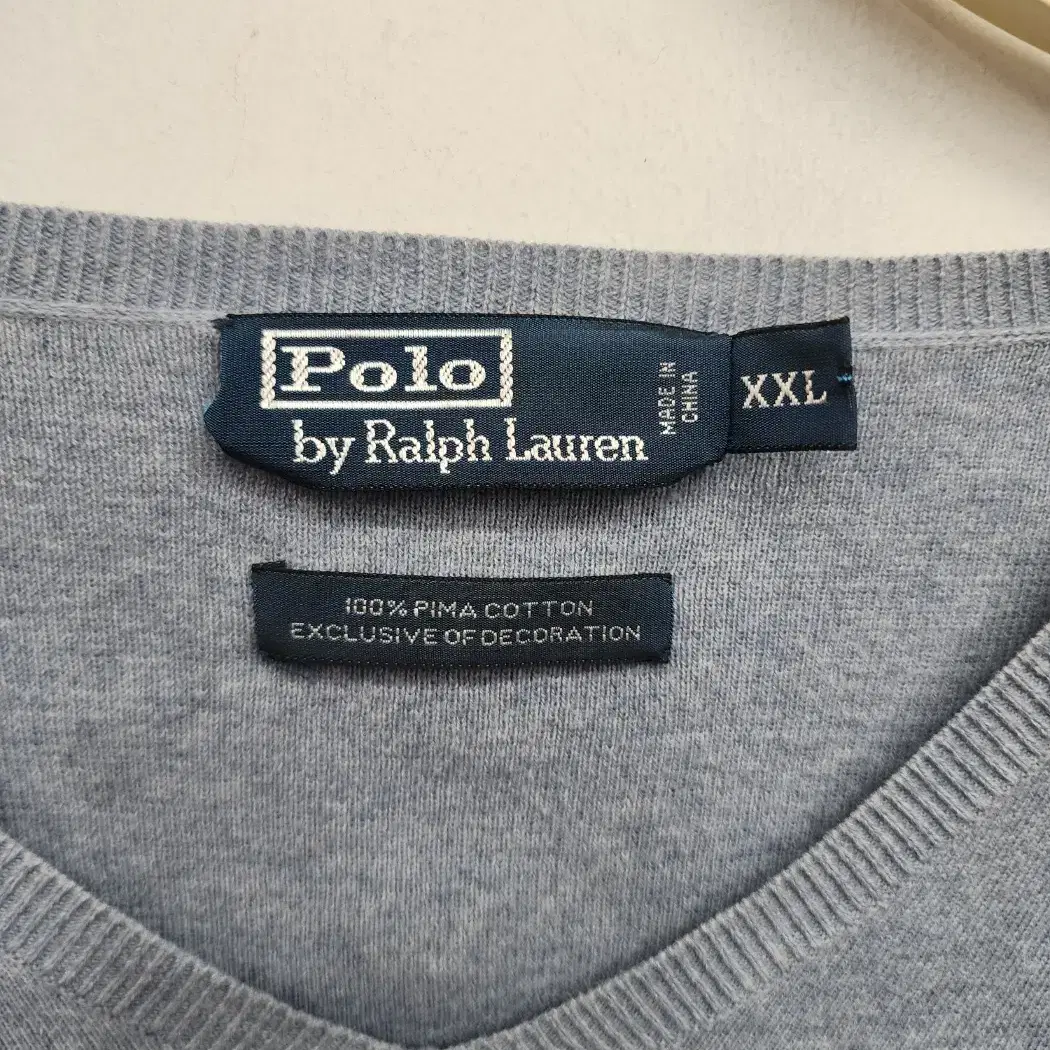 Polo
by Ralph Lauren
MADE IN
CHINA
XXL
100% PIMA COTTON
EXCLUSIVE OF DECORATION